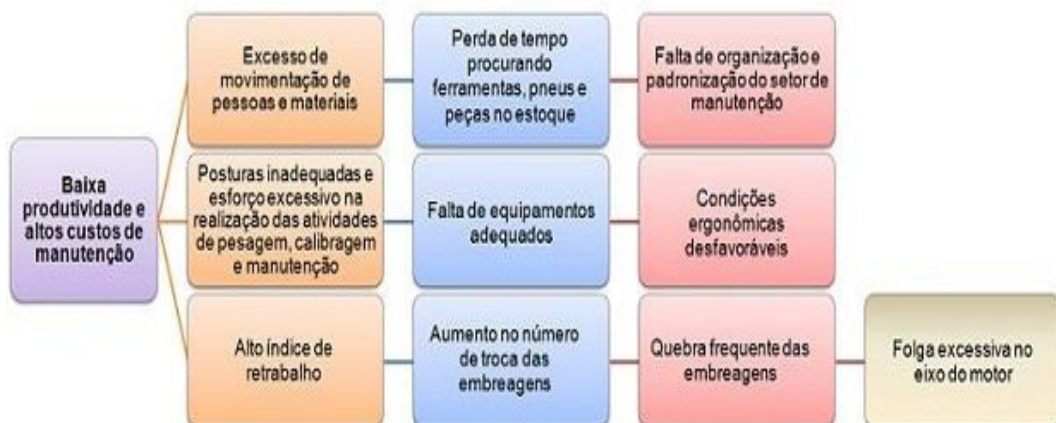 Baixa
produtividade e
altos custos de
manutenção
Excesso de
movimentação de
pessoas e materiais
Perda de tempo
procurando
ferramentas, pneus e
peças no estoque
Falta de organização e
padronização do setor de
manutenção
Posturas inadequadas e
esforço excessivo na
realização das atividades
de pesagem, calibragem
e manutenção
Falta de equipamentos
adequados
Condições
ergonômicas
desfavoráveis
Alto índice de
retrabalho
Aumento no número
de troca das
embreagens
Quebra frequente das
embreagens
Folga excessiva no
eixo do motor